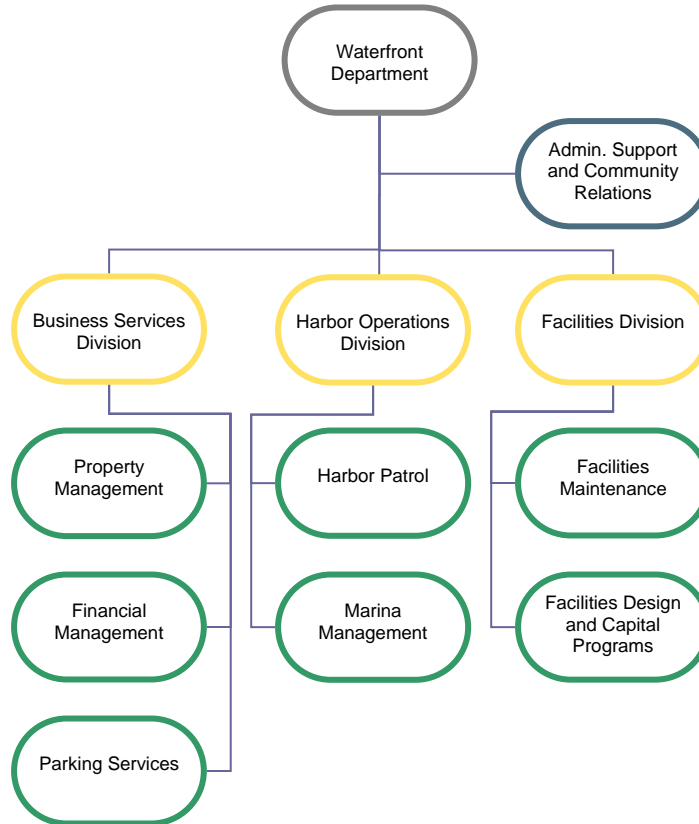 Waterfront
Department
Admin. Support
and Community
Relations
Business Services
Division
Harbor Operations
Division
Facilities Division
Property
Management
Harbor Patrol
Facilities
Maintenance
Financial
Management
Marina
Management
Facilities Design
and Capital
Programs
Parking Services